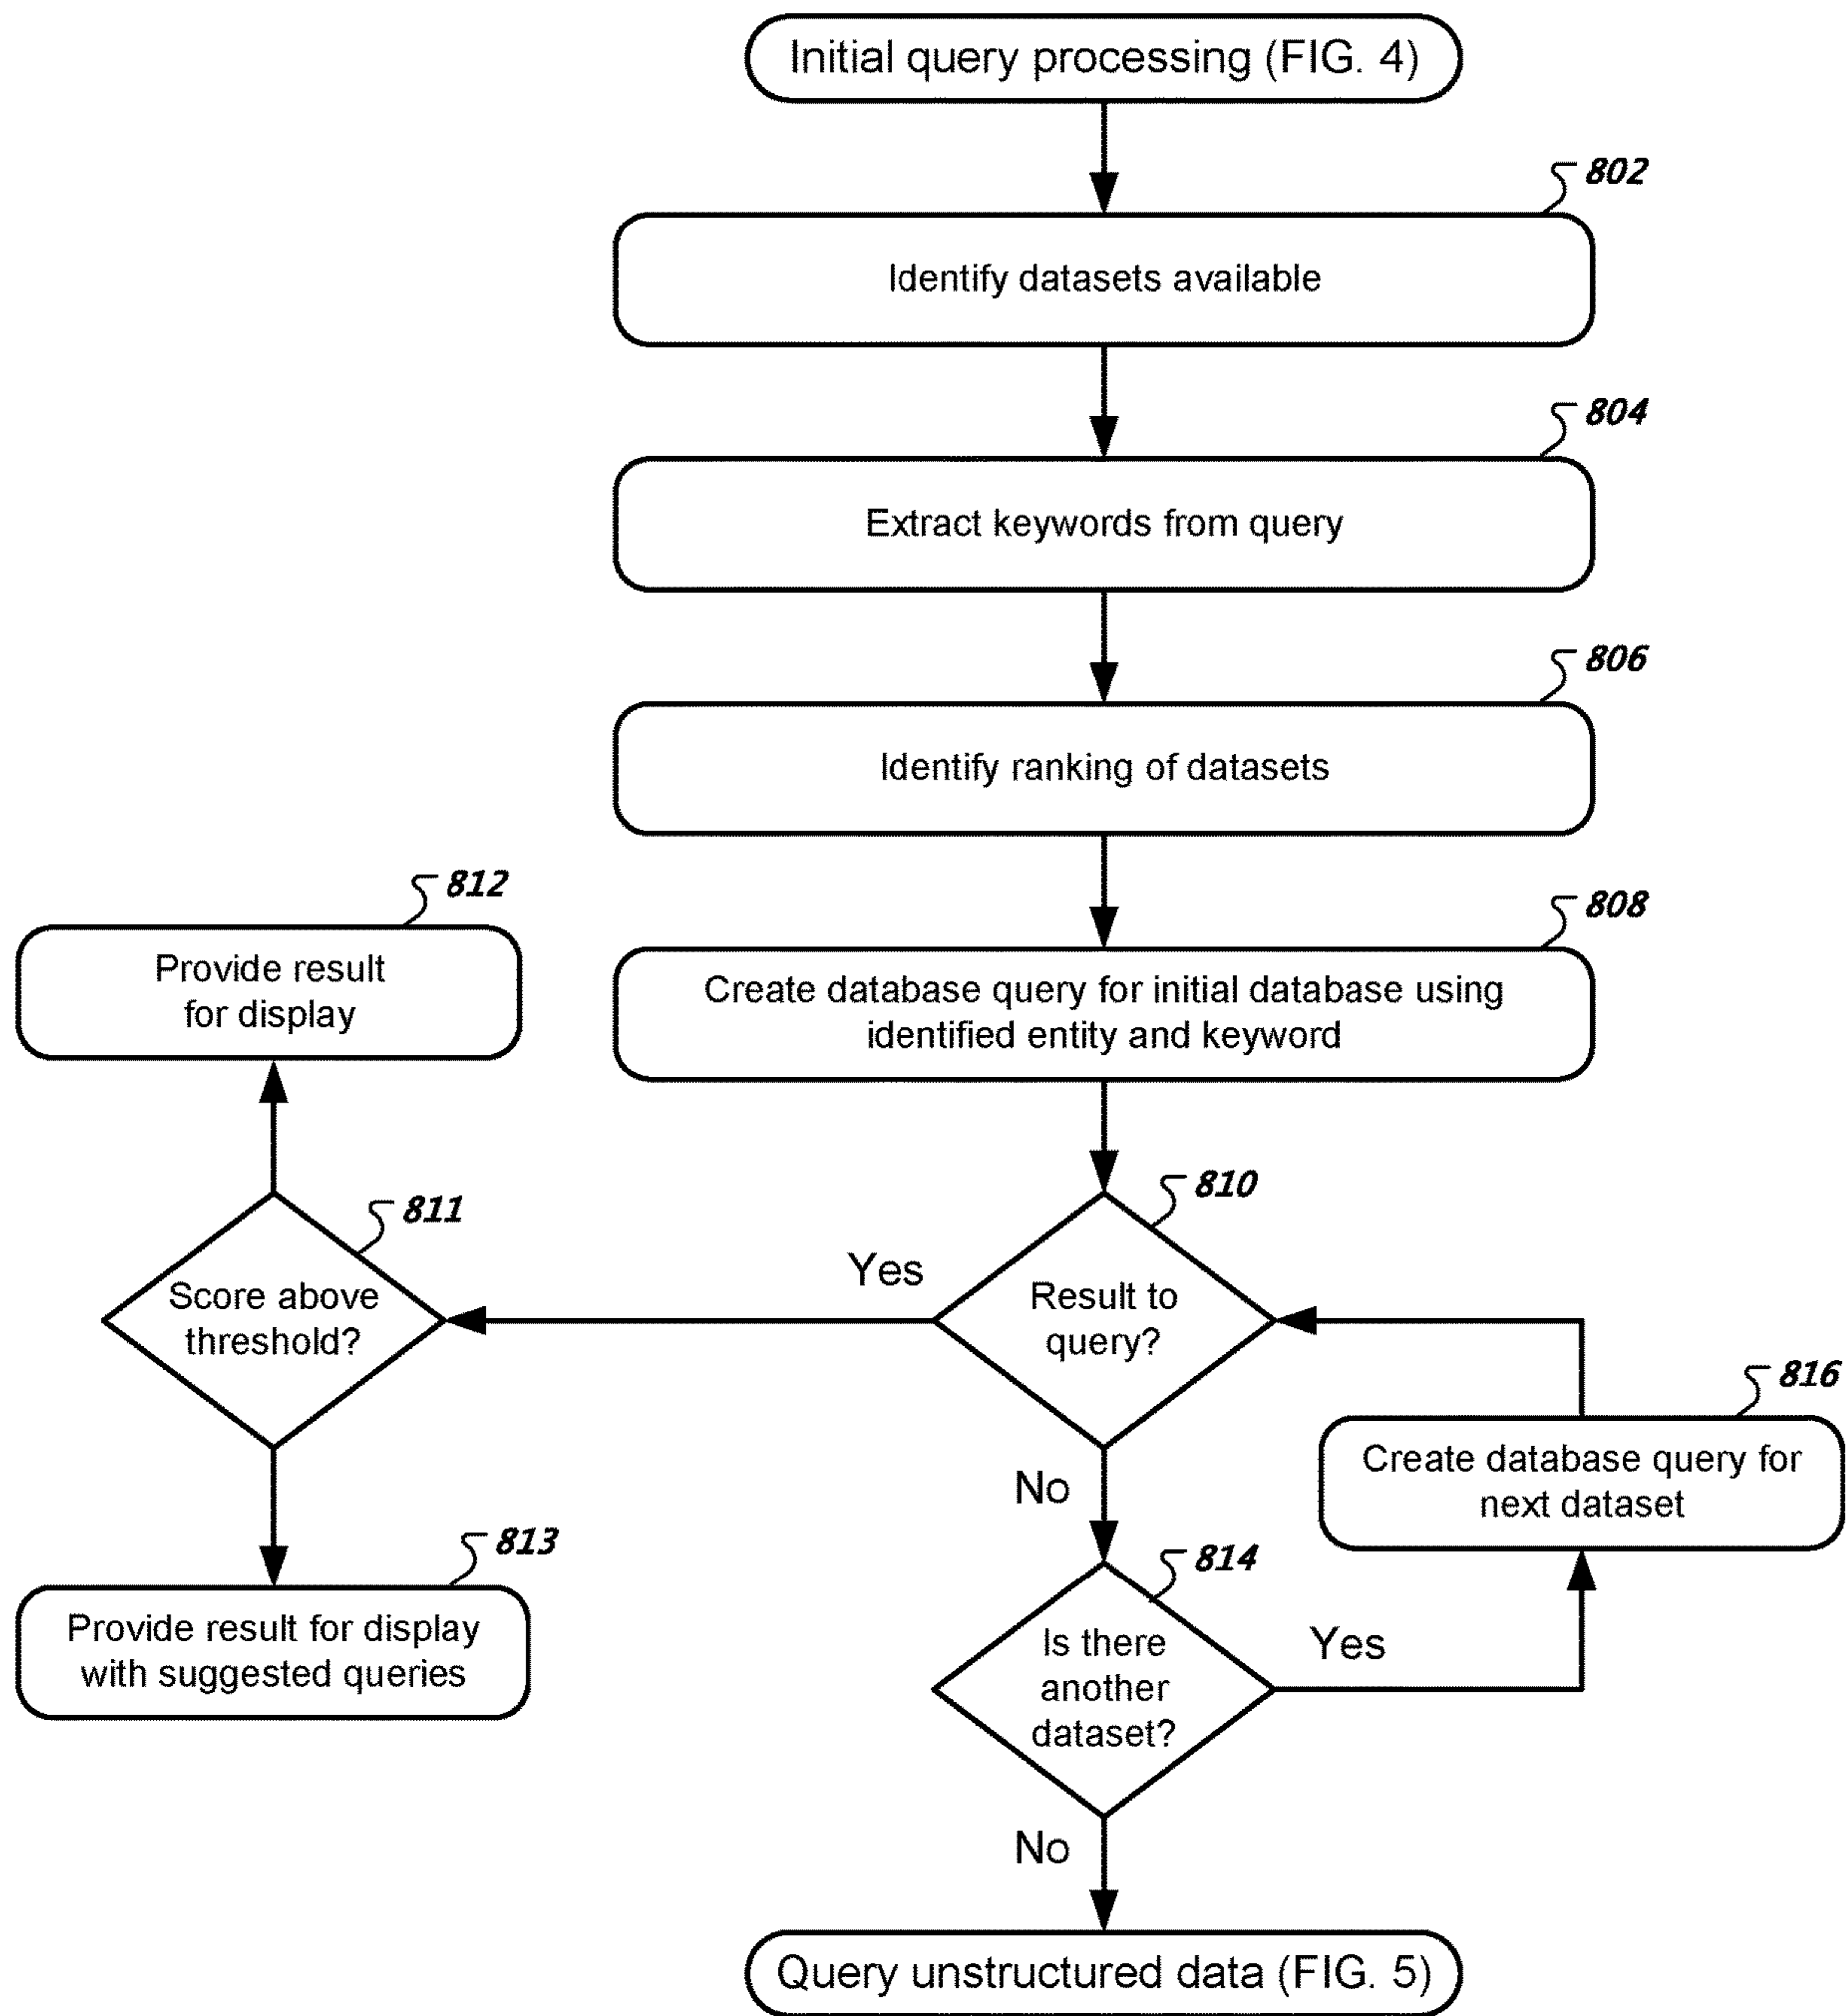 Initial query processing (FIG. 4)
802
Identify datasets available
804
Extract keywords from query
806
Identify ranking of datasets
808
Create database query for initial database using
identified entity and keyword
812
Provide result
for display
810
Result to
query?
Yes
811
Score above
threshold?
813
Provide result for display
with suggested queries
No
816
Create database query for
next dataset
814
Is there
another
dataset?
Yes
No
Query unstructured data (FIG. 5)